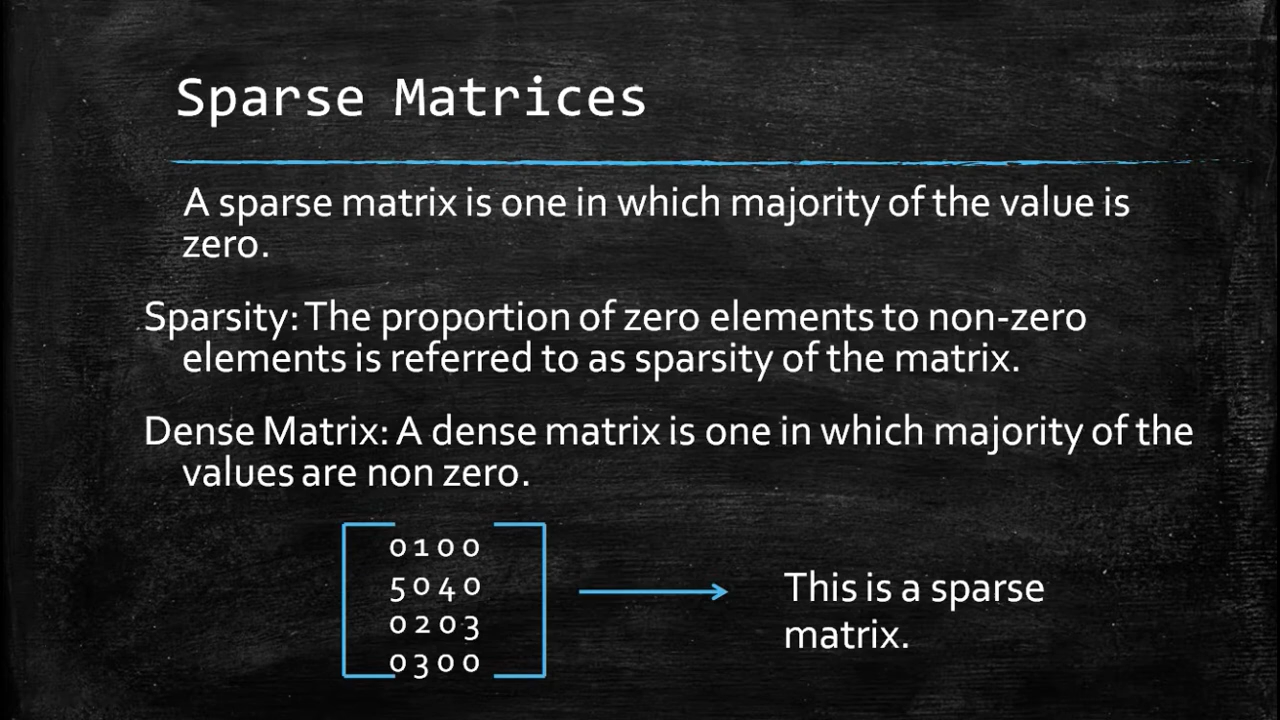 Sparse Matrices
A sparse matrix is one in which majority of the value is
zero.
Sparsity: The proportion of zero elements to non-zero
elements is referred to as sparsity of the matrix.
Dense Matrix: A dense matrix is one in which majority of the
values are non zero.
0 1 0 0
5 0 4 0
0 2 0 3
0 3 0 0
This is a sparse
matrix.